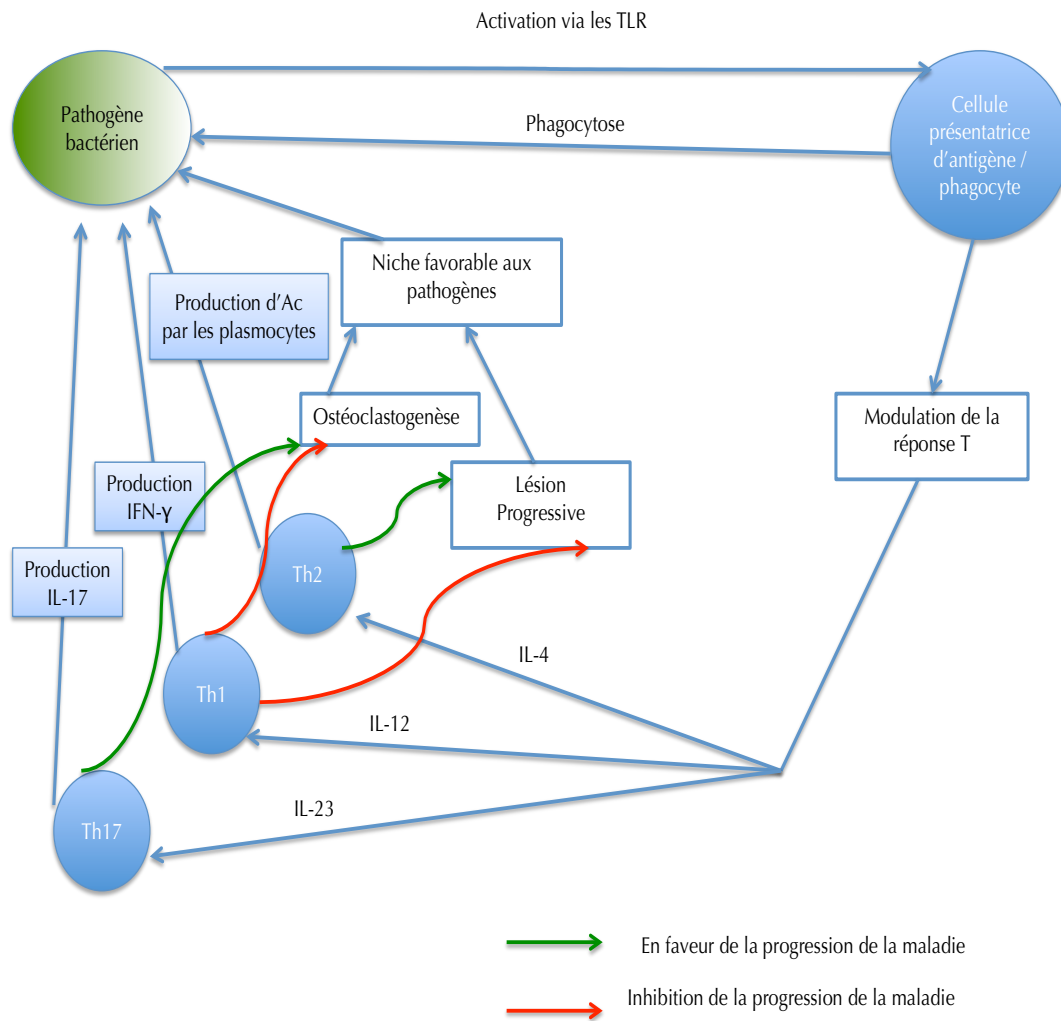 Activation via les TLR
Pathogène
bactérien
Cellule
présentatrice
d'antigène /
phagocyte
Phagocytose
Niche favorable aux
pathogènes
Production d'Ac
par les plasmocytes
Ostéoclastogenèse
Modulation de la
réponse T
Lésion
Progressive
Production
IFN-γ
Production
IL-17
Th2
IL-4
Th1
IL-12
IL-23
Th17
En faveur de la progression de la maladie
Inhibition de la progression de la maladie